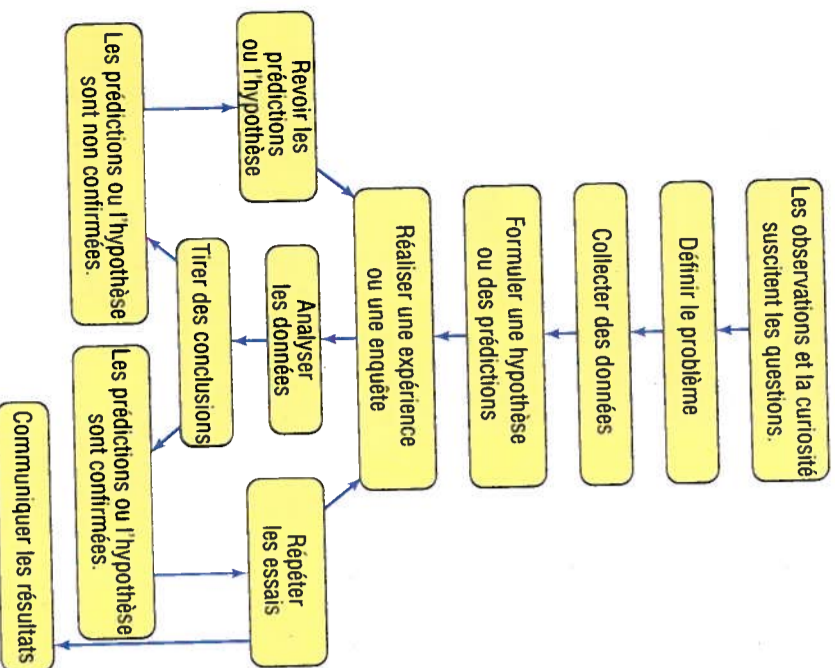 Les observations et la curiosité
suscitent les questions.
Définir le problème
Collecter des données
Formuler une hypothèse
ou des prédictions
Réaliser une expérience
ou une enquête
Revoir les
prédictions
ou l'hypothèse
Analyser
les données
Répéter
les essais
Tirer des conclusions
Les prédictions ou l'hypothèse
sont non confirmées.
Les prédictions ou l'hypothèse
sont confirmées.
Communiquer les résultats